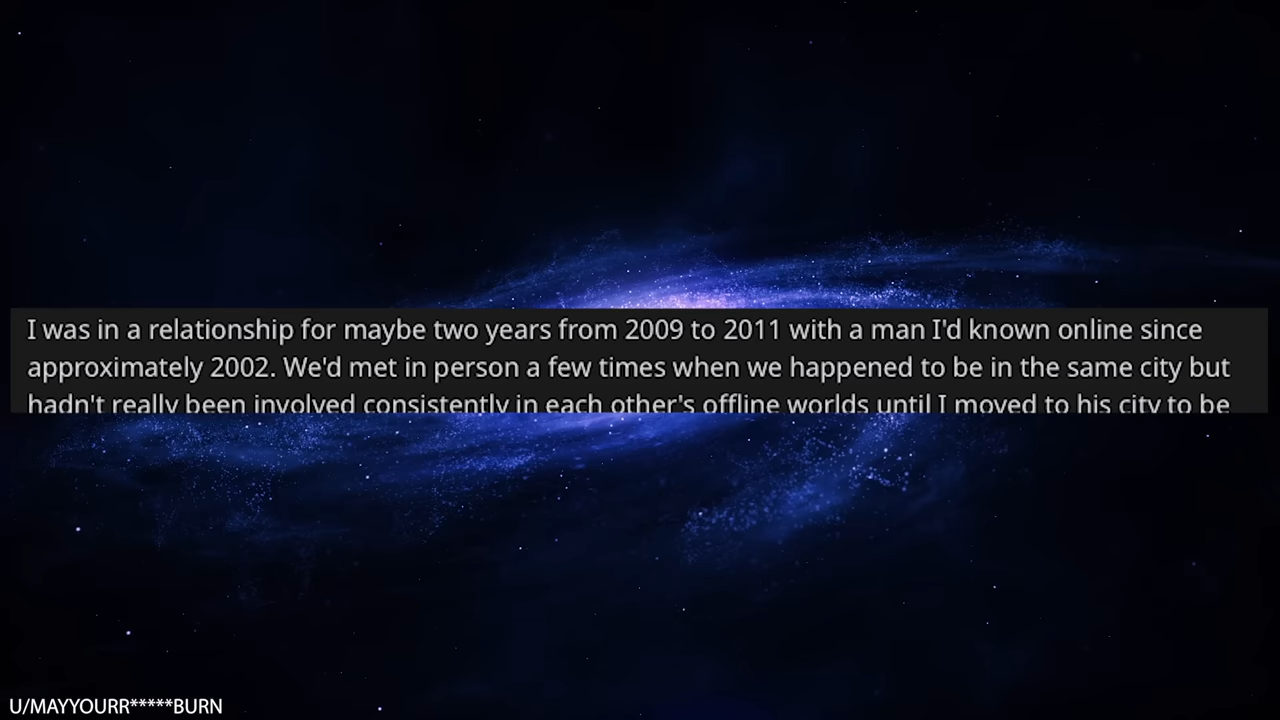 I was in a relationship for maybe two years from 2009 to 2011 with a man I'd known online since
approximately 2002. We'd met in person a few times when we happened to be in the same city but
hadn't really been involved consistently in each other's offline worlds until I moved to his city to be
U/MAYYOURR*****BURN